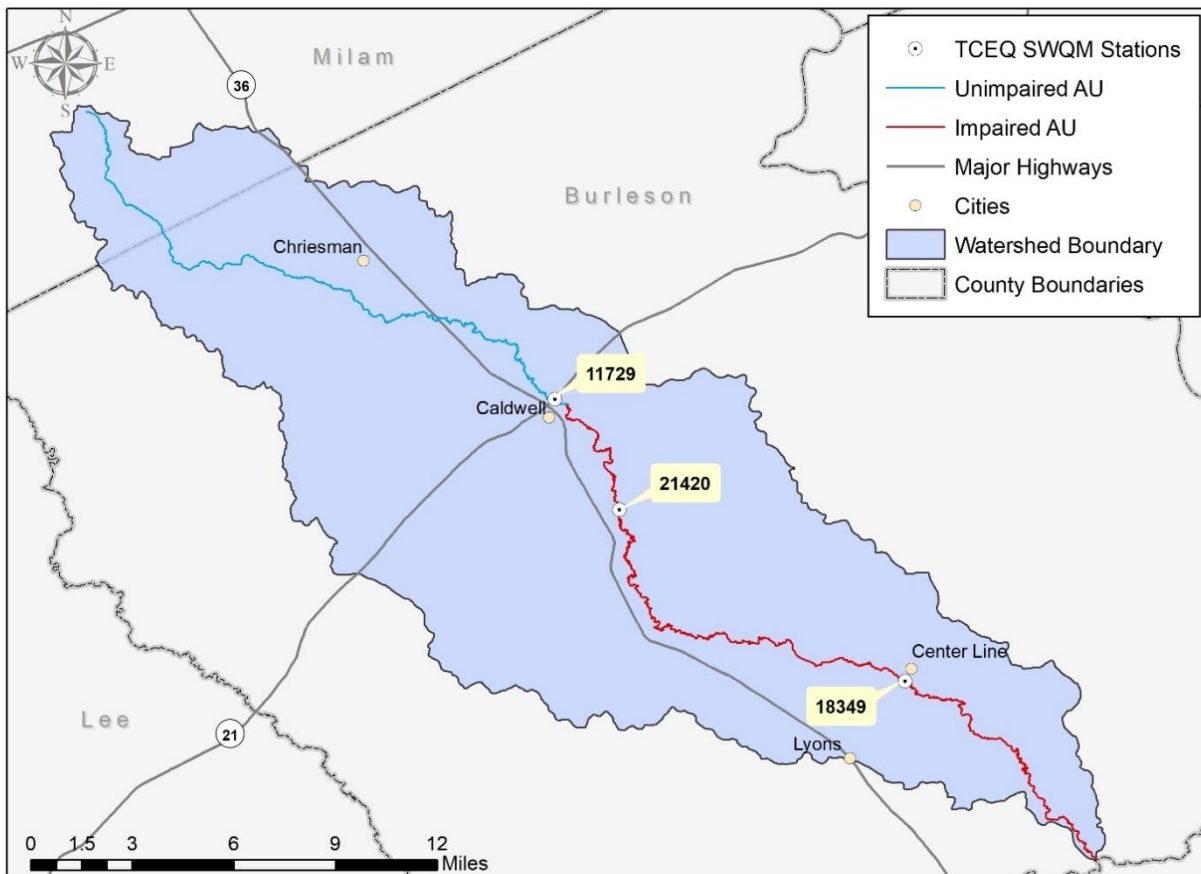 N
W E
S
Milam
36
TCEQ SWQM Stations
Unimpaired AU
Impaired AU
Major Highways
Cities
Watershed Boundary
County Boundaries
Burleson
Chriesman
11729
Caldwell
21420
Center Line
18349
Lee
21
Lyons
0 1.5 3 6 9 12
Miles